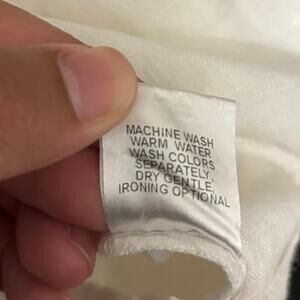 MACHINE WASH
WARM WATER
WASH COLORS
SEPARATELY.
DRY GENTLE,
IRONING OPTIONAL